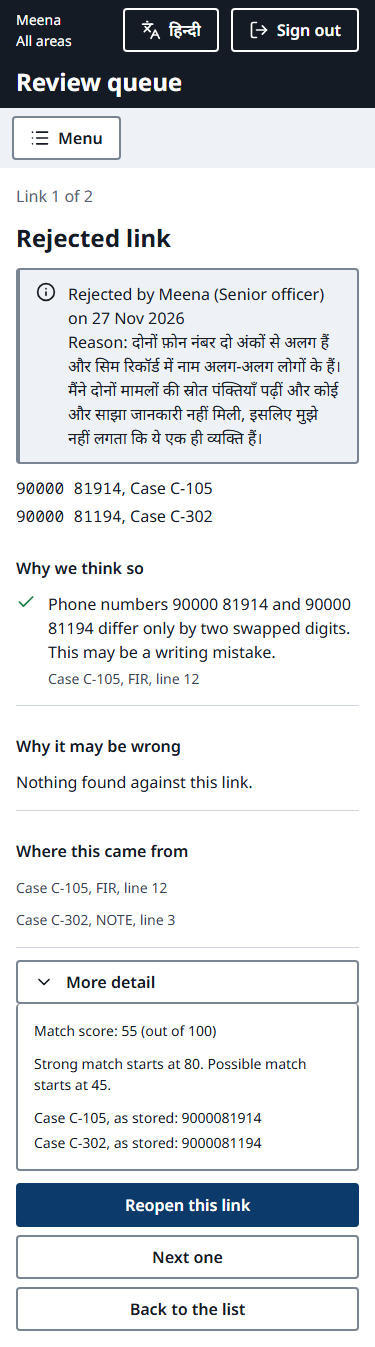 Meena
All areas
हिन्दी
Sign out
Review queue
Menu
Link 1 of 2
Rejected link
Rejected by Meena (Senior officer)
on 27 Nov 2026
Reason: दोनों फ़ोन नंबर दो अंकों से अलग हैं
और सिम रिकॉर्ड में नाम अलग-अलग लोगों के हैं।
मैंने दोनों मामलों की स्रोत पंक्तियाँ पढ़ीं और कोई
और साझा जानकारी नहीं मिली, इसलिए मुझे
नहीं लगता कि ये एक ही व्यक्ति हैं।
90000 81914, Case C-105
90000 81194, Case C-302
Why we think so
Phone numbers 90000 81914 and 90000
81194 differ only by two swapped digits.
This may be a writing mistake.
Case C-105, FIR, line 12
Why it may be wrong
Nothing found against this link.
Where this came from
Case C-105, FIR, line 12
Case C-302, NOTE, line 3
More detail
Match score: 55 (out of 100)
Strong match starts at 80. Possible match
starts at 45.
Case C-105, as stored: 9000081914
Case C-302, as stored: 9000081194
Reopen this link
Next one
Back to the list